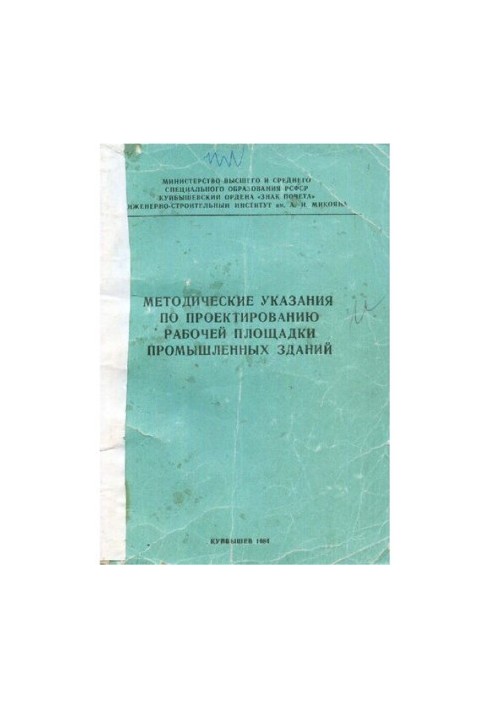 МИНИСТЕРСТВО ВЫСШЕГО И СРЕДНЕГО
СПЕЦИАЛЬНОГО ОБРАЗОВАНИЯ РСФСР
КУЙБЫШЕВСКИЙ ОРДЕНА «ЗНАК ПОЧЕТА»
НЖЕНЕРНО-СТРОИТЕЛЬНЫЙ ИНСТИТУТ им. А. И. МИКОЯНА
МЕТОДИЧЕСКИЕ УКАЗАНИЯ
ПО ПРОЕКТИРОВАНИЮ
РАБОЧЕЙ ПЛОЩАДКИ
ПРОМЫШЛЕННЫХ ЗДАНИЙ
КУЙБЫШЕВ